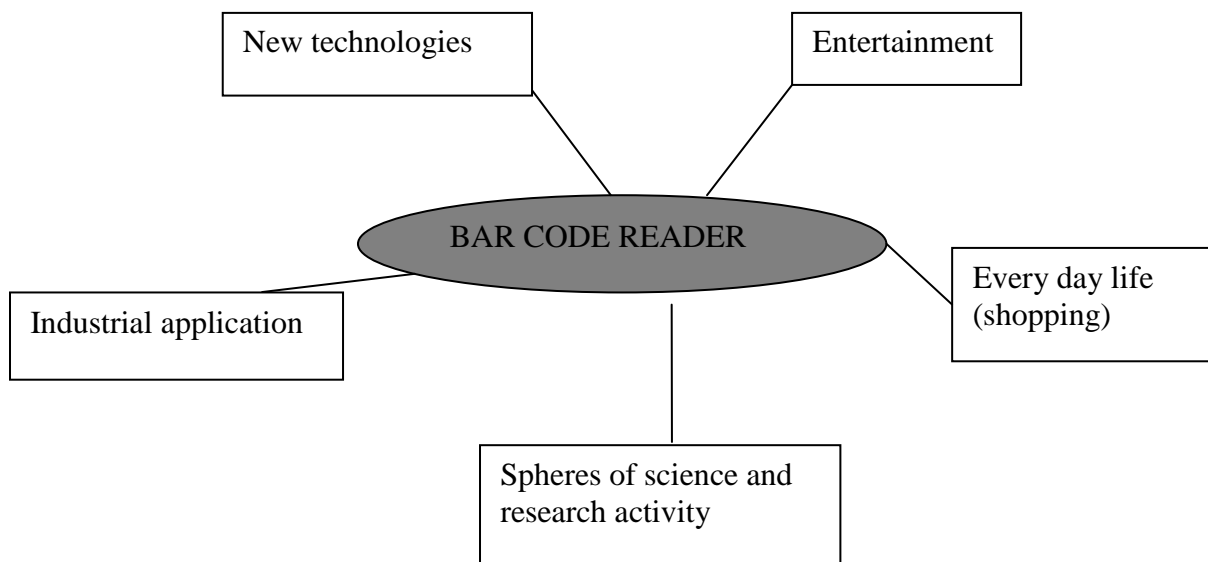 New technologies
Entertainment
BAR CODE READER
Every day life
(shopping)
Industrial application
Spheres of science and
research activity